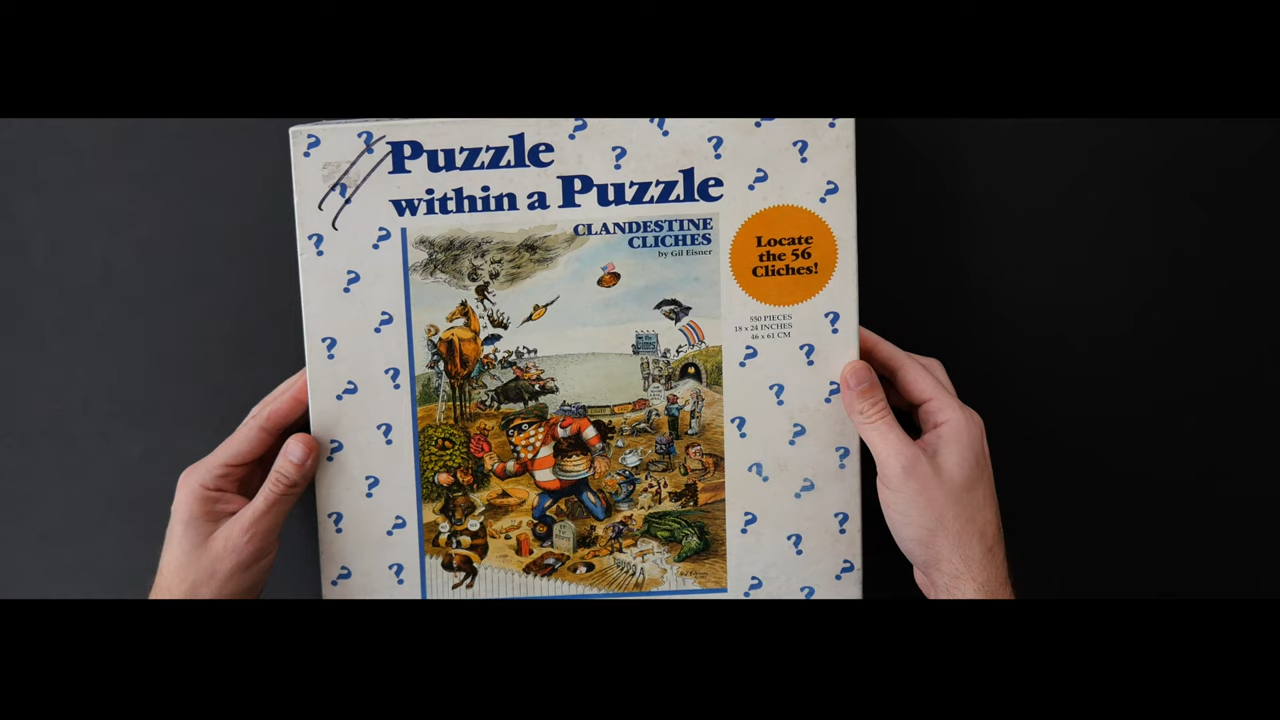 Puzzle
within a Puzzle
CLANDESTINE
CLICHES
by Gil Eisner
Locate
the 56
Cliches!
550 PIECES
18 x 24 INCHES
46 x 61 CM